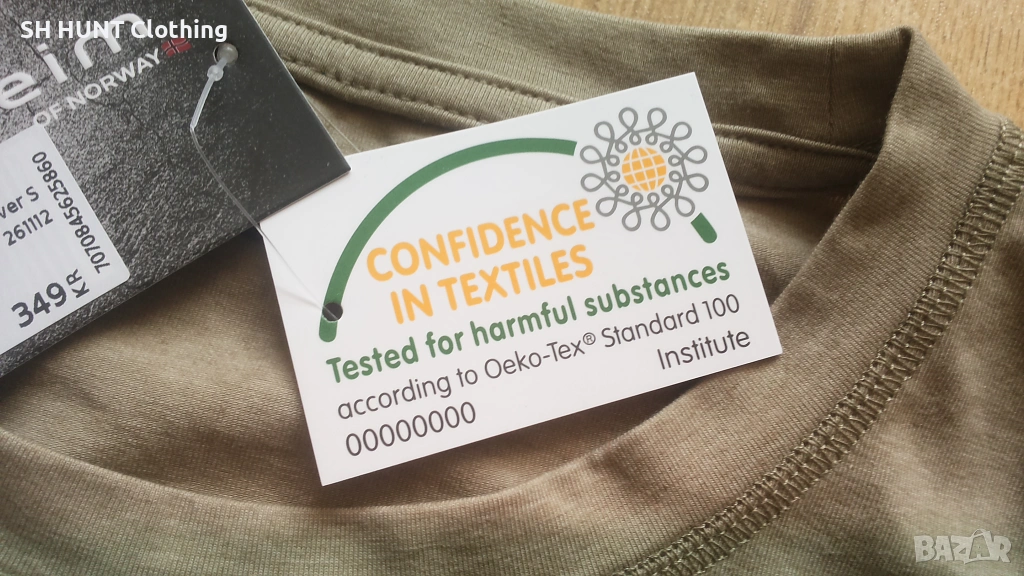 SH HUNT Clothing
eim
OF NORWAY
ver S
261112
7070845625860
349 KR
CONFIDENCE
IN TEXTILES
Tested for harmful substances
according to Oeko-Tex® Standard 100
00000000
Institute
BAZAR